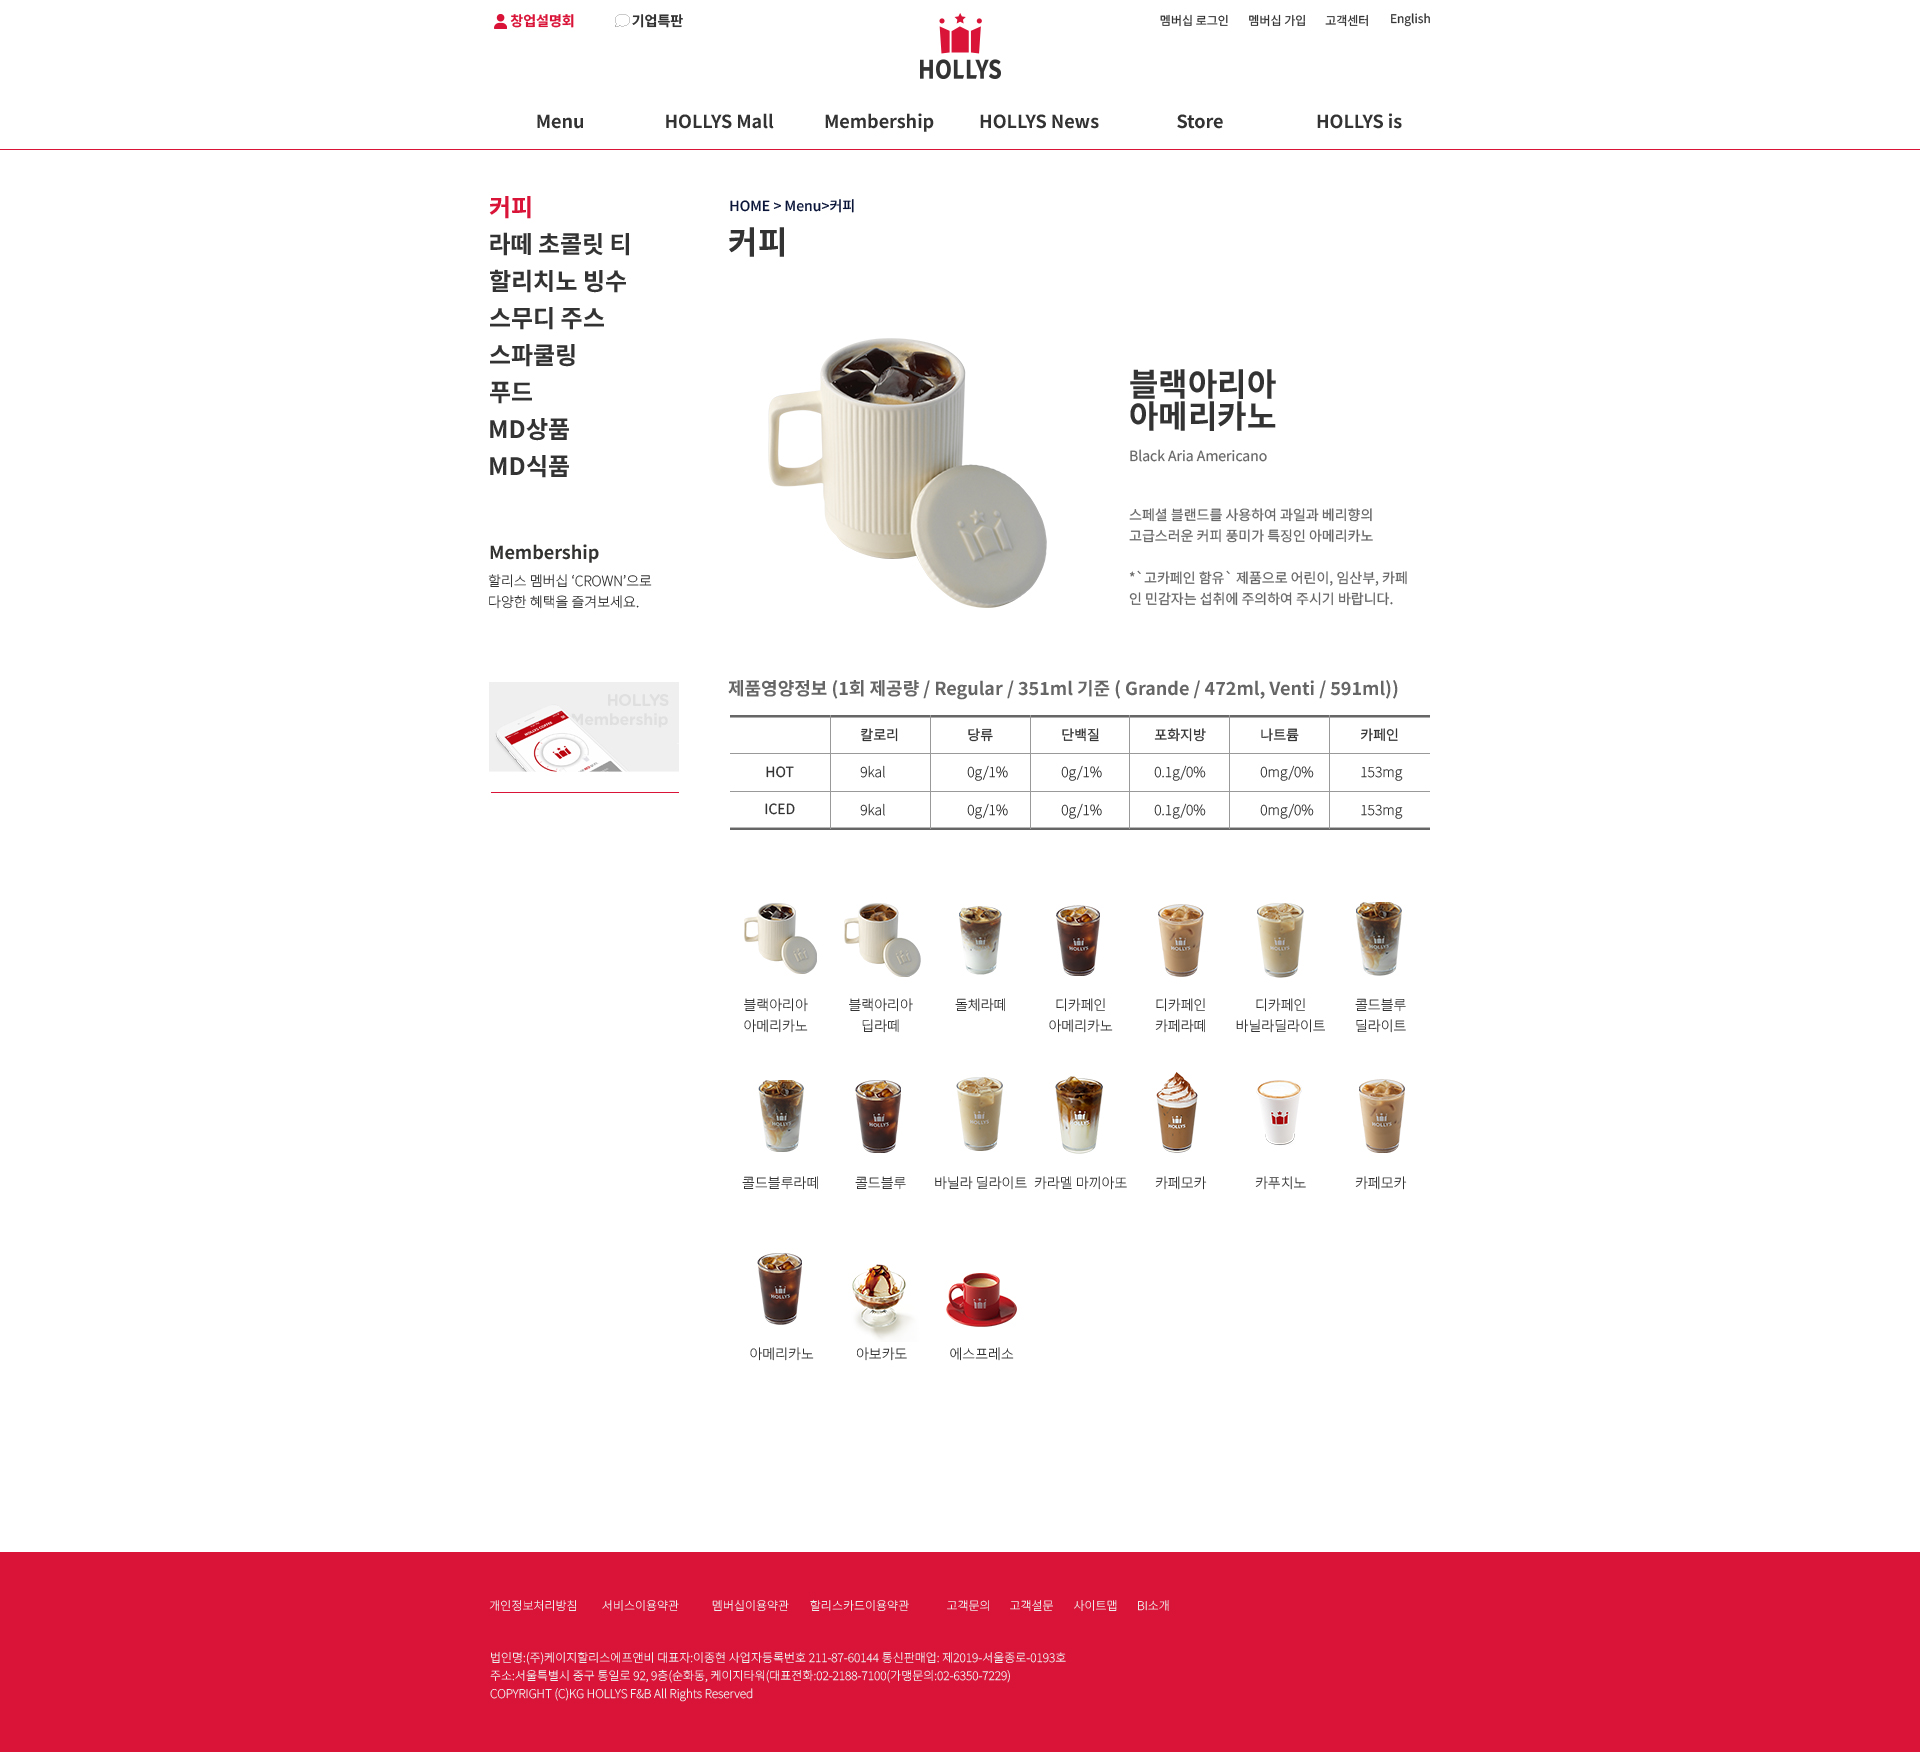 창업설명회
기업특판
HOLLYS
멤버십 로그인
멤버십 가입
고객센터
English
Menu
HOLLYS Mall
Membership
HOLLYS News
Store
HOLLYS is
커피
라떼 초콜릿 티
할리치노 빙수
스무디 주스
스파쿨링
푸드
MD상품
MD식품
Membership
할리스 멤버십 ‘CROWN’으로
다양한 혜택을 즐겨보세요.
HOLLYS
Membership
HOME > Menu>커피
커피
블랙아리아
아메리카노
Black Aria Americano
스페셜 블랜드를 사용하여 과일과 베리향의
고급스러운 커피 풍미가 특징인 아메리카노
*`고카페인 함유` 제품으로 어린이, 임산부, 카페
인 민감자는 섭취에 주의하여 주시기 바랍니다.
제품영양정보 (1회 제공량 / Regular / 351ml 기준 ( Grande / 472ml, Venti / 591ml))
칼로리 당류 단백질 포화지방 나트륨 카페인
HOT 9kal 0g/1% 0g/1% 0.1g/0% 0mg/0% 153mg
ICED 9kal 0g/1% 0g/1% 0.1g/0% 0mg/0% 153mg
블랙아리아
아메리카노
블랙아리아
딥라떼
돌체라떼
디카페인
아메리카노
디카페인
카페라떼
디카페인
바닐라딜라이트
콜드블루
딜라이트
콜드블루라떼
콜드블루
바닐라 딜라이트
카라멜 마끼아또
카페모카
카푸치노
카페모카
아메리카노
아보카도
에스프레소
개인정보처리방침
서비스이용약관
멤버십이용약관
할리스카드이용약관
고객문의
고객설문
사이트맵
BI소개
법인명:(주)케이지할리스에프앤비 대표자:이종현 사업자등록번호 211-87-60144 통신판매업: 제2019-서울종로-0193호
주소:서울특별시 중구 통일로 92, 9층(순화동, 케이지타워(대표전화:02-2188-7100(가맹문의:02-6350-7229)
COPYRIGHT (C)KG HOLLYS F&B All Rights Reserved